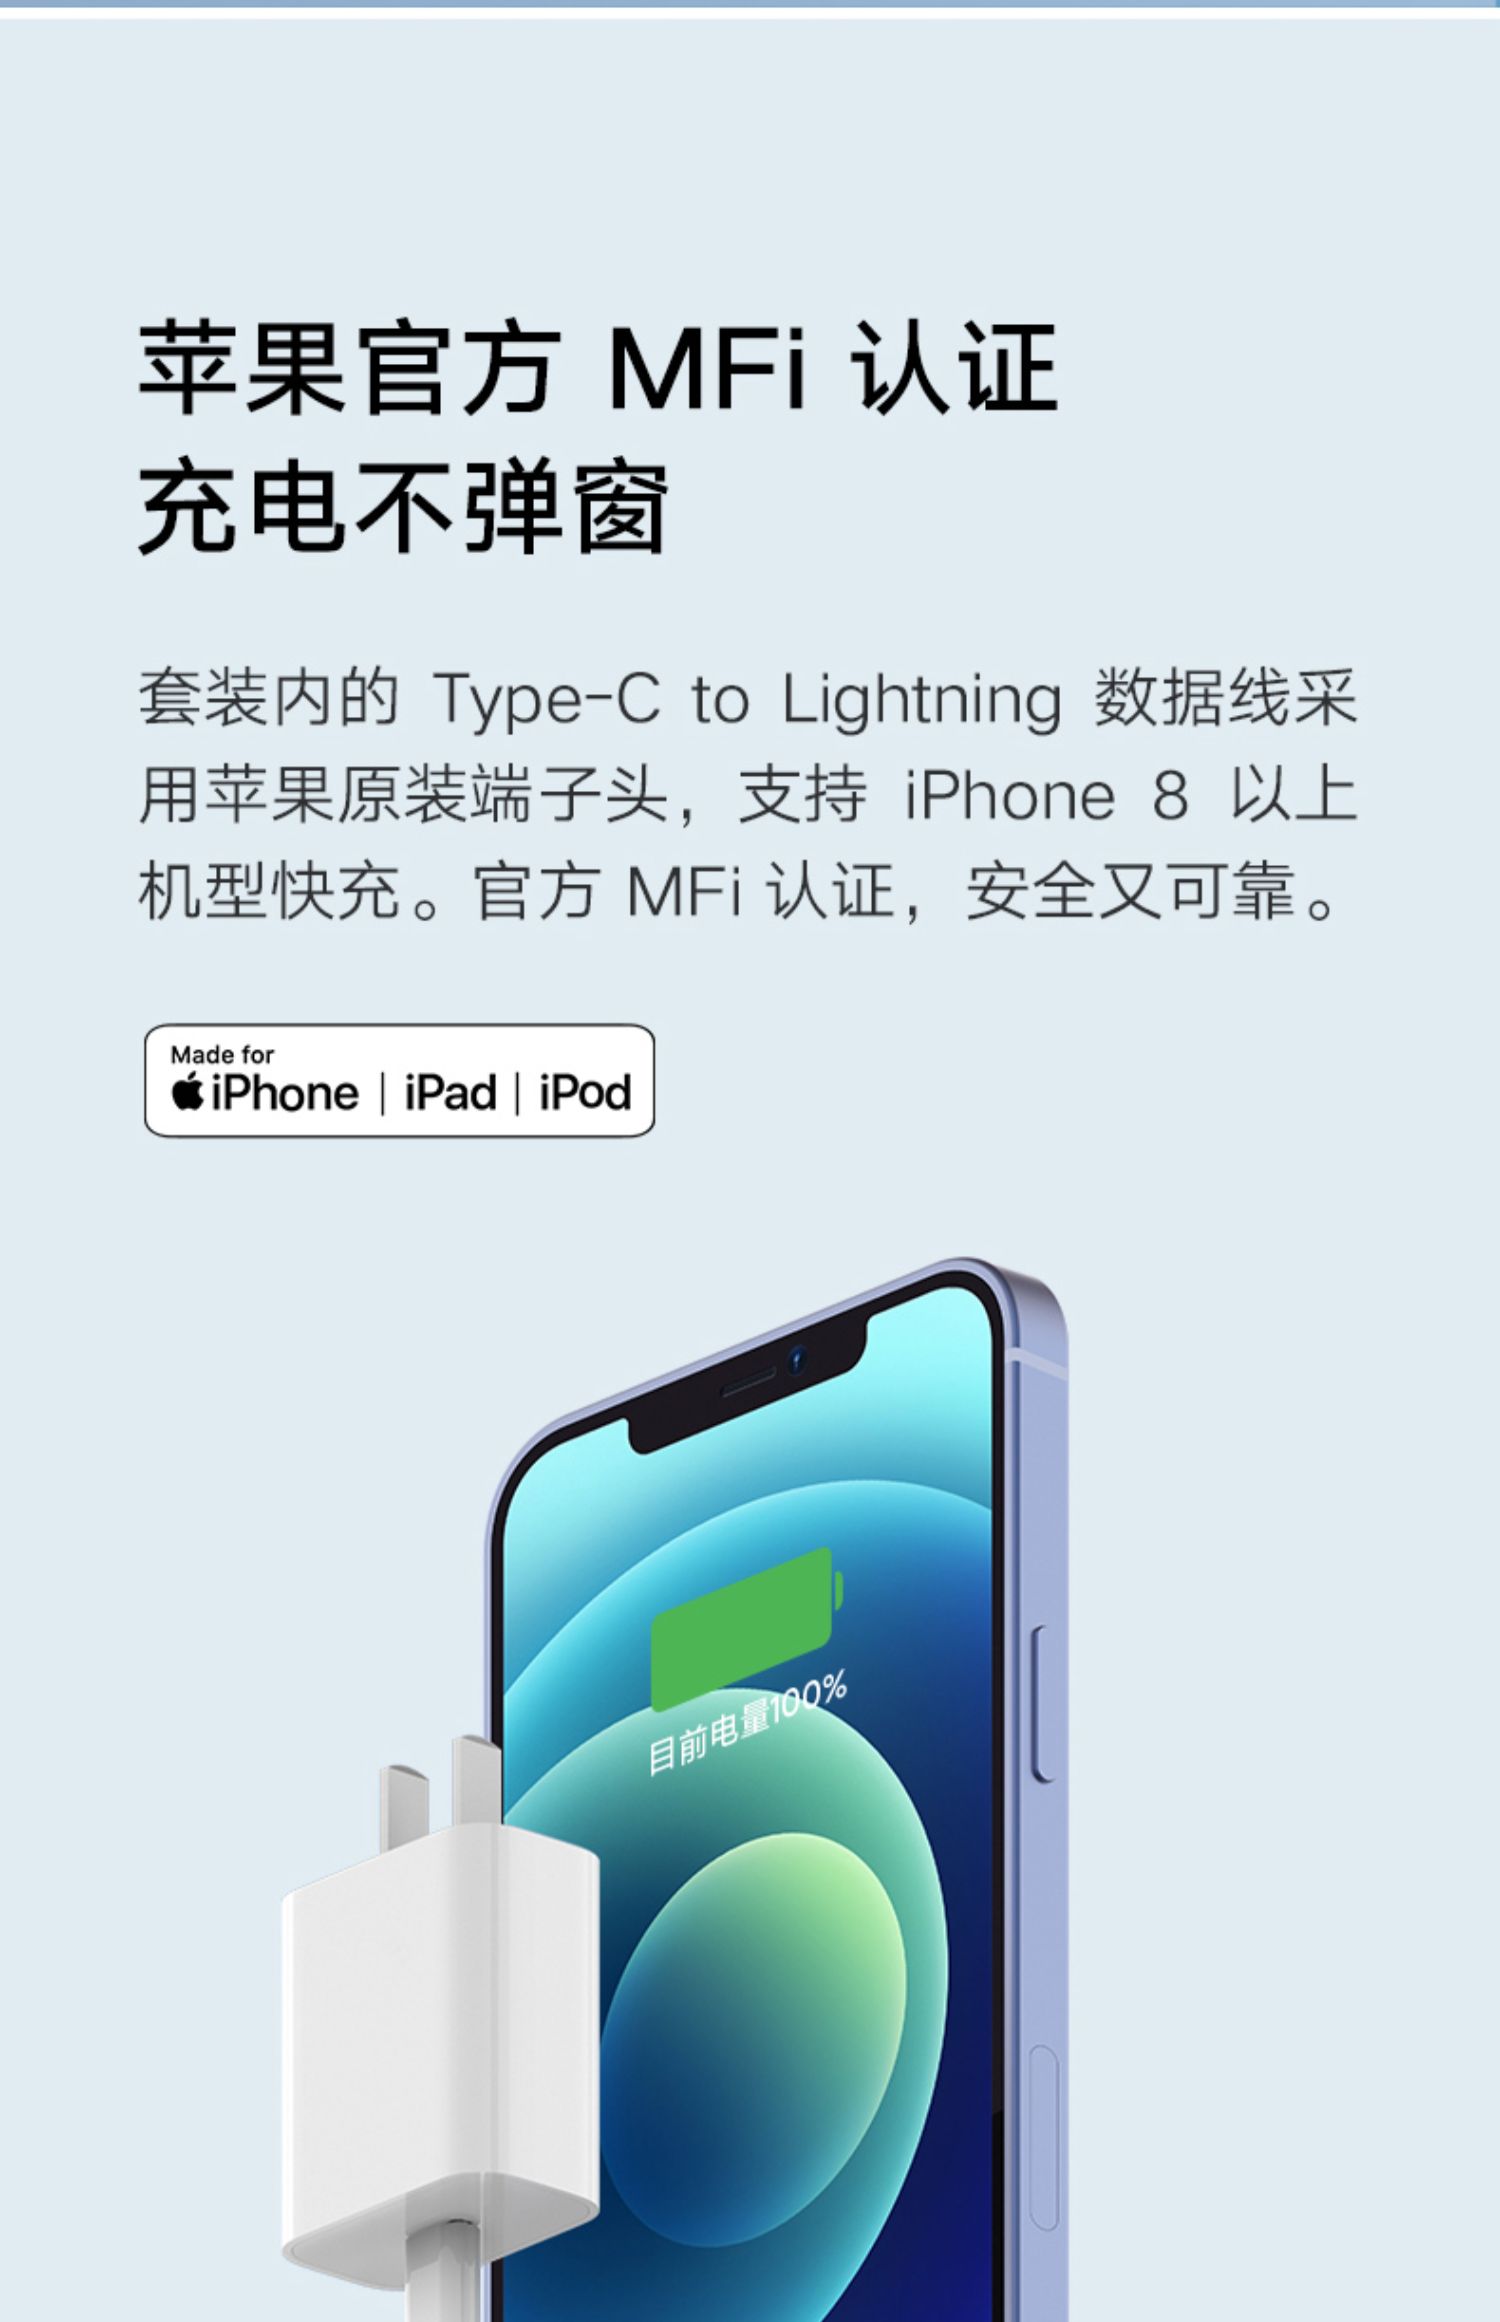 苹果官方 MFi 认证
充电不弹窗
套装内的 Type-C to Lightning 数据线采
用苹果原装端子头，支持 iPhone 8 以上
机型快充。官方 MFi 认证，安全又可靠。
Made for
iPhone | iPad | iPod
目前电量100%